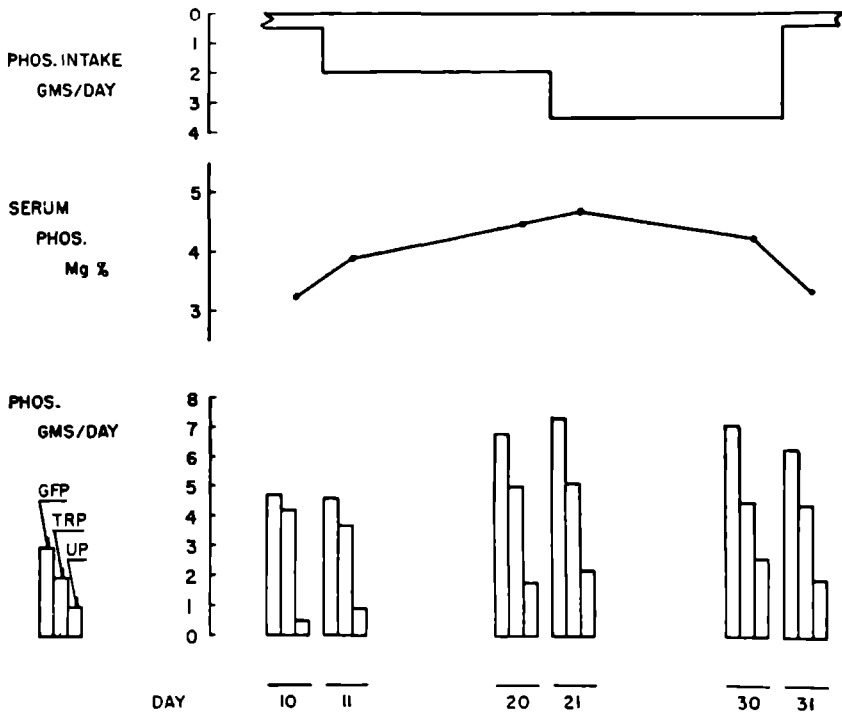 PHOS. INTAKE
GMS/DAY
0
1
2
3
4
SERUM
PHOS.
Mg %
5
4
3
PHOS.
GMS/DAY
8
7
6
5
4
3
2
1
0
GFP
TRP
UP
DAY
10 11 20 21 30 31